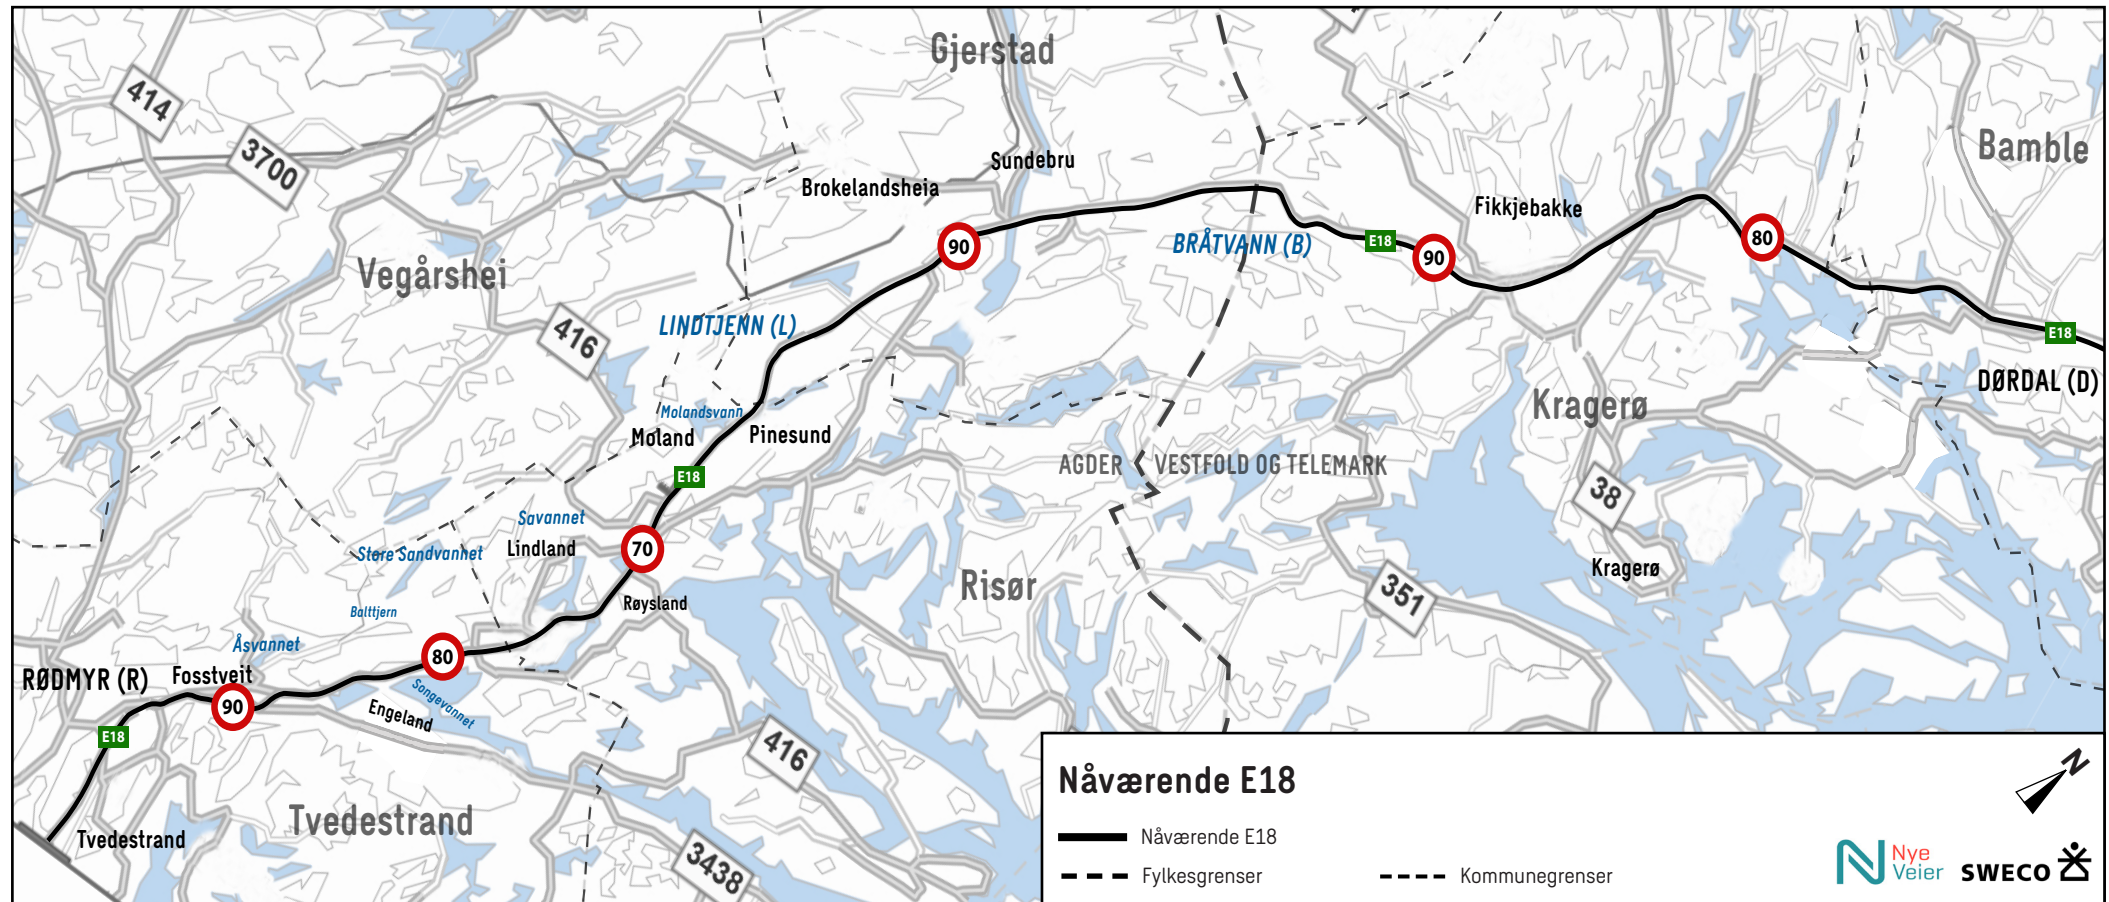 Gjerstad
414
Bamble
3700
Sundebru
Brokelandsheia
Fikkjebakke
90
BRÅTVANN (B)
E18
90
80
Vegårshei
LINDTJENN (L)
416
E18
DØRDAL (D)
Molandsvann
Moland
Pinesund
Kragerø
AGDER
VESTFOLD OG TELEMARK
E18
38
Savannet
Store Sandvannet
Lindland
70
Kragerø
Risør
351
Balttjern
Røysland
Åsvannet
80
RØDMYR (R)
Fosstveit
90
Songevannet
Engeland
E18
416
Tvedestrand
Tvedestrand
3438
Nåværende E18
N
Nåværende E18
Fylkesgrenser
Kommunegrenser
Nye
Veier
SWECO